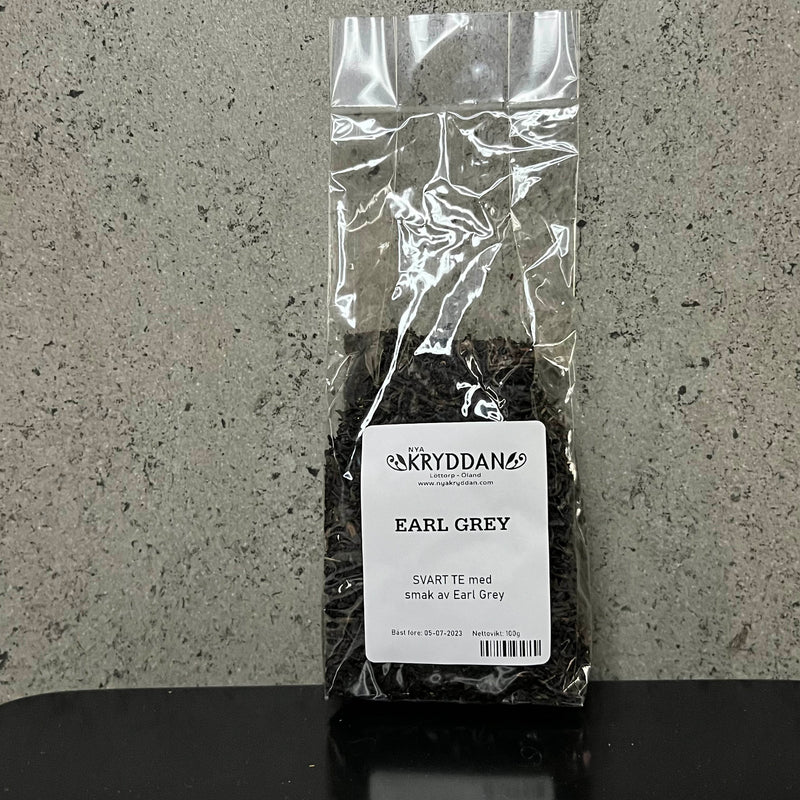 NYA
KRYDDAN
Löttorp - Öland
www.nyakryddan.com
EARL GREY
SVART TE med
smak av Earl Grey
Bäst före: 05-07-2023 Nettovikt: 100g